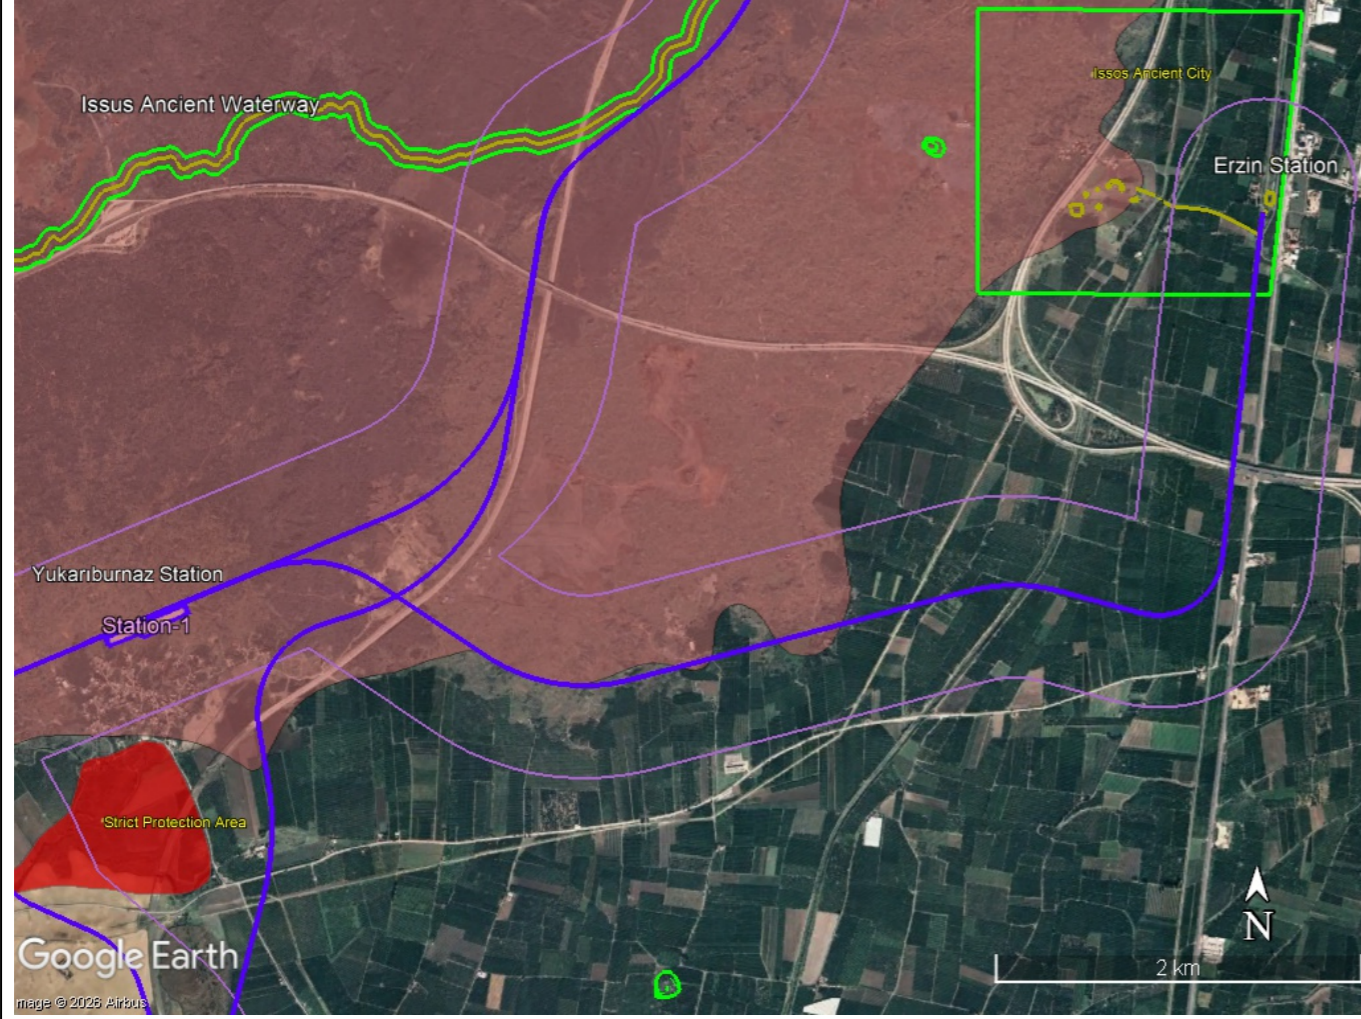 Issos Ancient City
Issus Ancient Waterway
Erzin Station
Yukarıburnaz Station
Station-1
Strict Protection Area
N
Google Earth
2 km
mage © 2026 Airbus